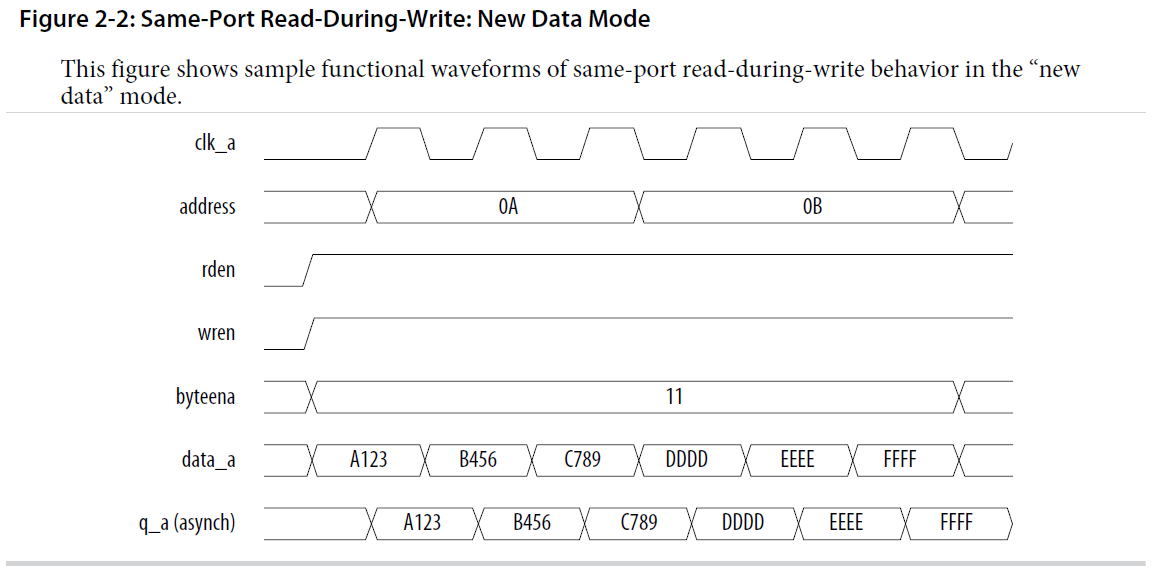 Figure 2-2: Same-Port Read-During-Write: New Data Mode
This figure shows sample functional waveforms of same-port read-during-write behavior in the “new
data” mode.
clk_a
address 0A 0B
rden
wren
byteena 11
data_a A123 B456 C789 DDDD EEEE FFFF
q_a (asynch) A123 B456 C789 DDDD EEEE FFFF